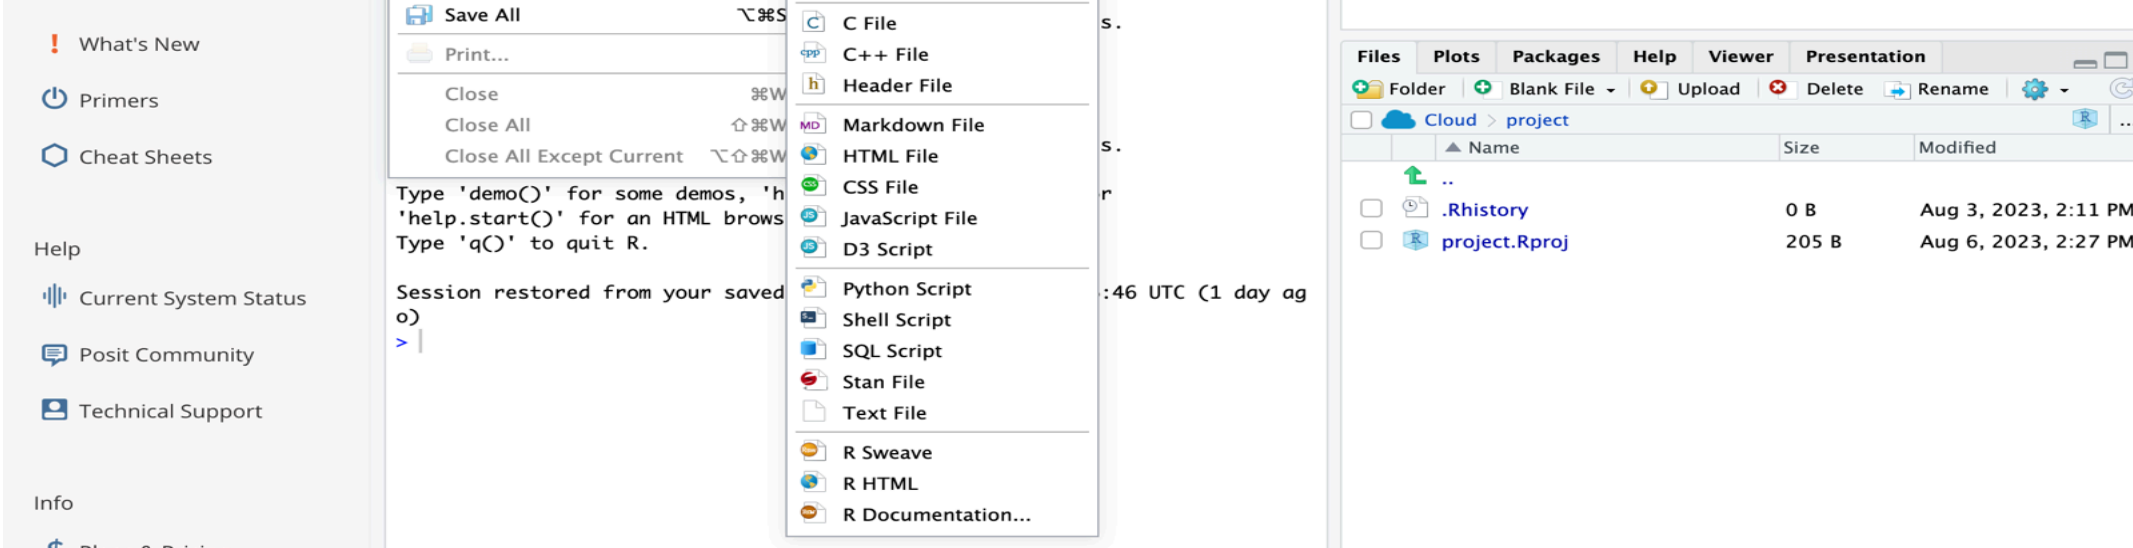 What's New
Primers
Cheat Sheets
Help
Current System Status
Posit Community
Technical Support
Info
Save All ⌥⌘S
Print...
Close ⌘W
Close All ⇧⌘W
Close All Except Current ⌥⇧⌘W
Type 'demo()' for some demos, 'h
'help.start()' for an HTML brows
Type 'q()' to quit R.
Session restored from your saved
:46 UTC (1 day ag
o)
>
C File
C++ File
Header File
Markdown File
HTML File
CSS File
JavaScript File
D3 Script
Python Script
Shell Script
SQL Script
Stan File
Text File
R Sweave
R HTML
R Documentation...
s.
s.
r
Files Plots Packages Help Viewer Presentation
Folder Blank File Upload Delete Rename
Cloud > project R ...
Name Size Modified
..
.Rhistory 0 B Aug 3, 2023, 2:11 PM
project.Rproj 205 B Aug 6, 2023, 2:27 PM